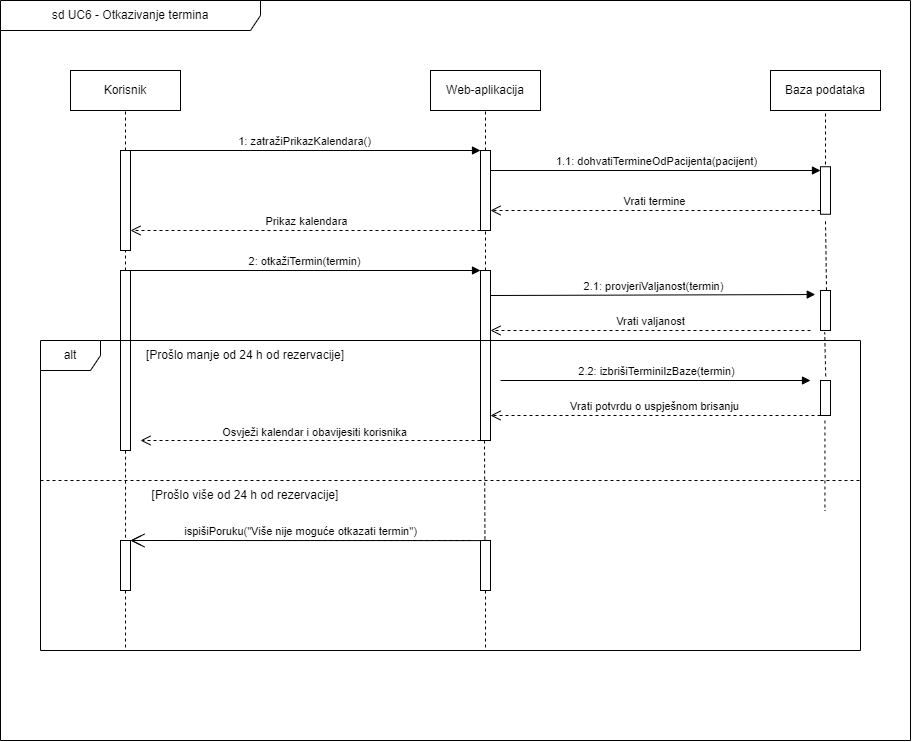 sd UC6 - Otkazivanje termina
Korisnik
Web-aplikacija
Baza podataka
1: zatražiPrikazKalendara()
1.1: dohvatiTermineOdPacijenta(pacijent)
Vrati termine
Prikaz kalendara
2: otkažiTermin(termin)
2.1: provjeriValjanost(termin)
Vrati valjanost
alt
[Prošlo manje od 24 h od rezervacije]
2.2: izbrišiTerminiIzBaze(termin)
Vrati potvrdu o uspješnom brisanju
Osvježi kalendar i obavijesiti korisnika
[Prošlo više od 24 h od rezervacije]
ispišiPoruku("Više nije moguće otkazati termin")